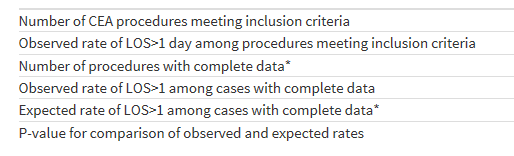 Number of CEA procedures meeting inclusion criteria
Observed rate of LOS>1 day among procedures meeting inclusion criteria
Number of procedures with complete data*
Observed rate of LOS>1 among cases with complete data
Expected rate of LOS>1 among cases with complete data*
P-value for comparison of observed and expected rates